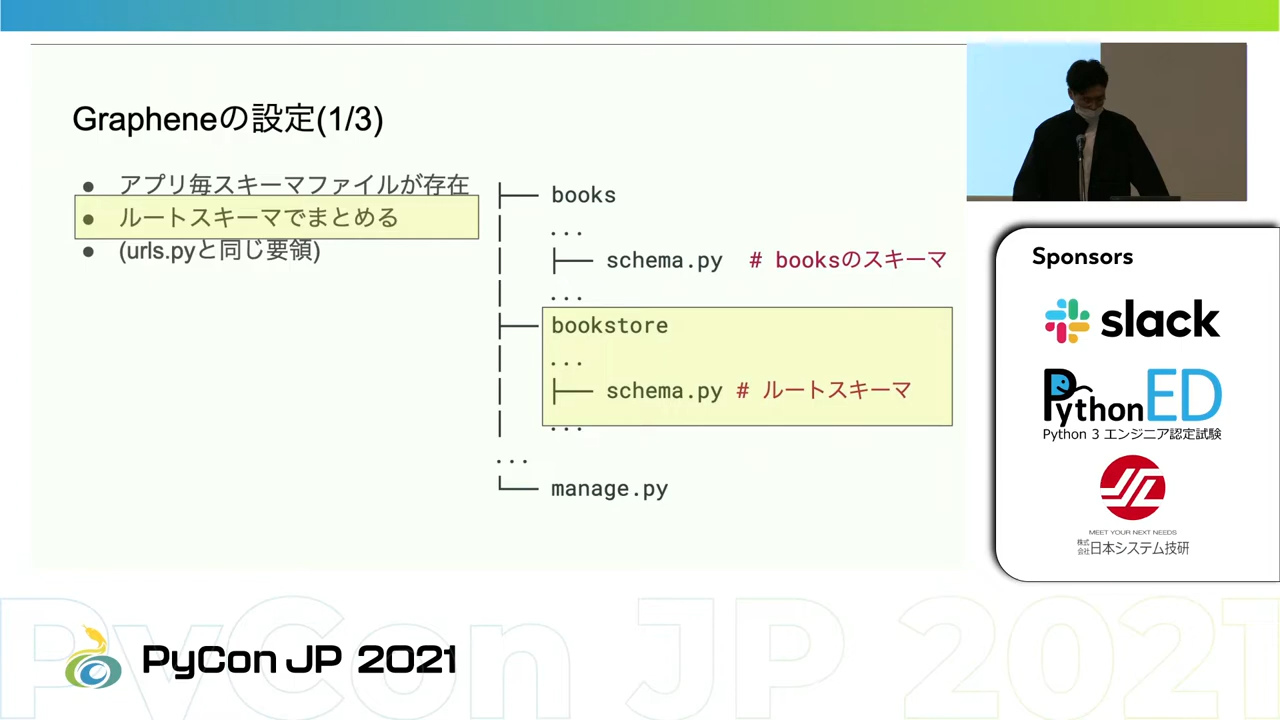 Grapheneの設定(1/3)
● アプリ毎スキーマファイルが存在
● ルートスキーマでまとめる
● (urls.pyと同じ要領)
├── books
│ ...
│ ├── schema.py # booksのスキーマ
│ ...
├── bookstore
│ ...
│ ├── schema.py # ルートスキーマ
│ ...
...
└── manage.py
Sponsors
slack
PythonED
Python 3 エンジニア認定試験
MEET YOUR NEXT NEEDS
株式会社日本システム技研
PyCon JP 2021
PyCon JP 2021